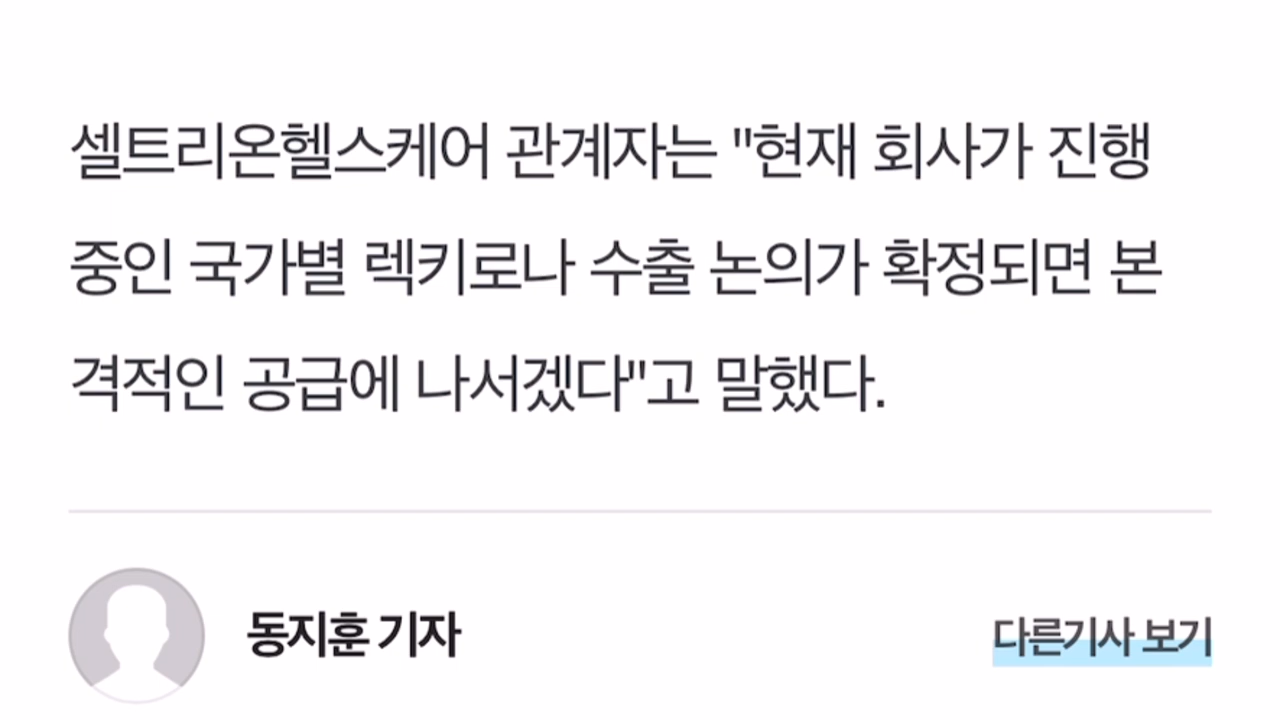 셀트리온헬스케어 관계자는 "현재 회사가 진행
중인 국가별 렉키로나 수출 논의가 확정되면 본
격적인 공급에 나서겠다"고 말했다.
동지훈 기자
다른기사 보기